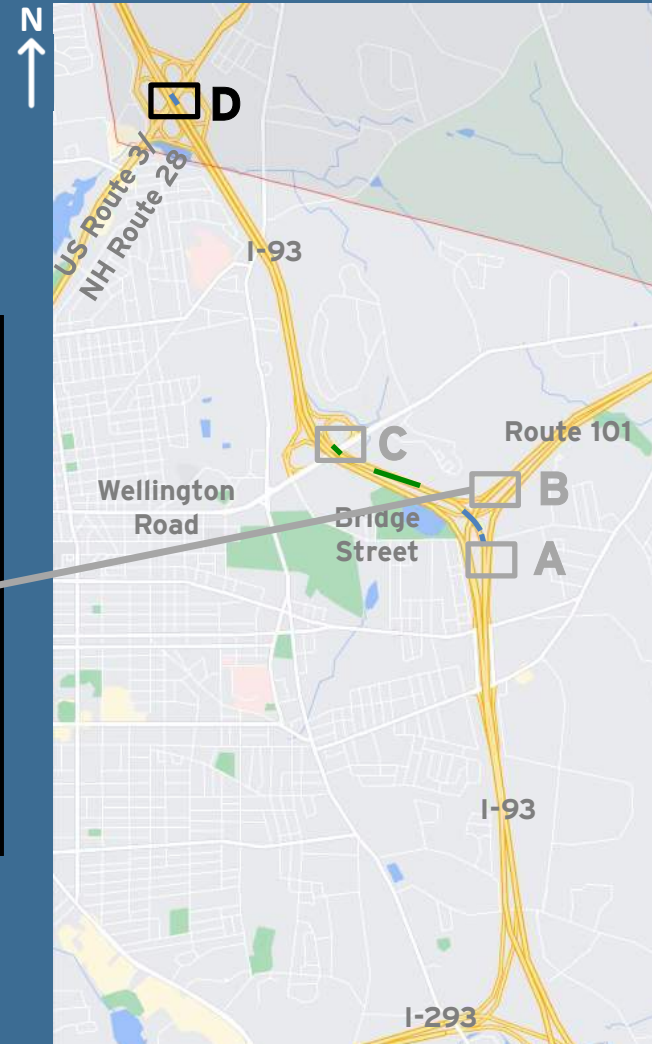 N
D
US Route 3/
NH Route 28
I-93
C
Route 101
B
Wellington
Road
Bridge
Street
A
I-93
I-293